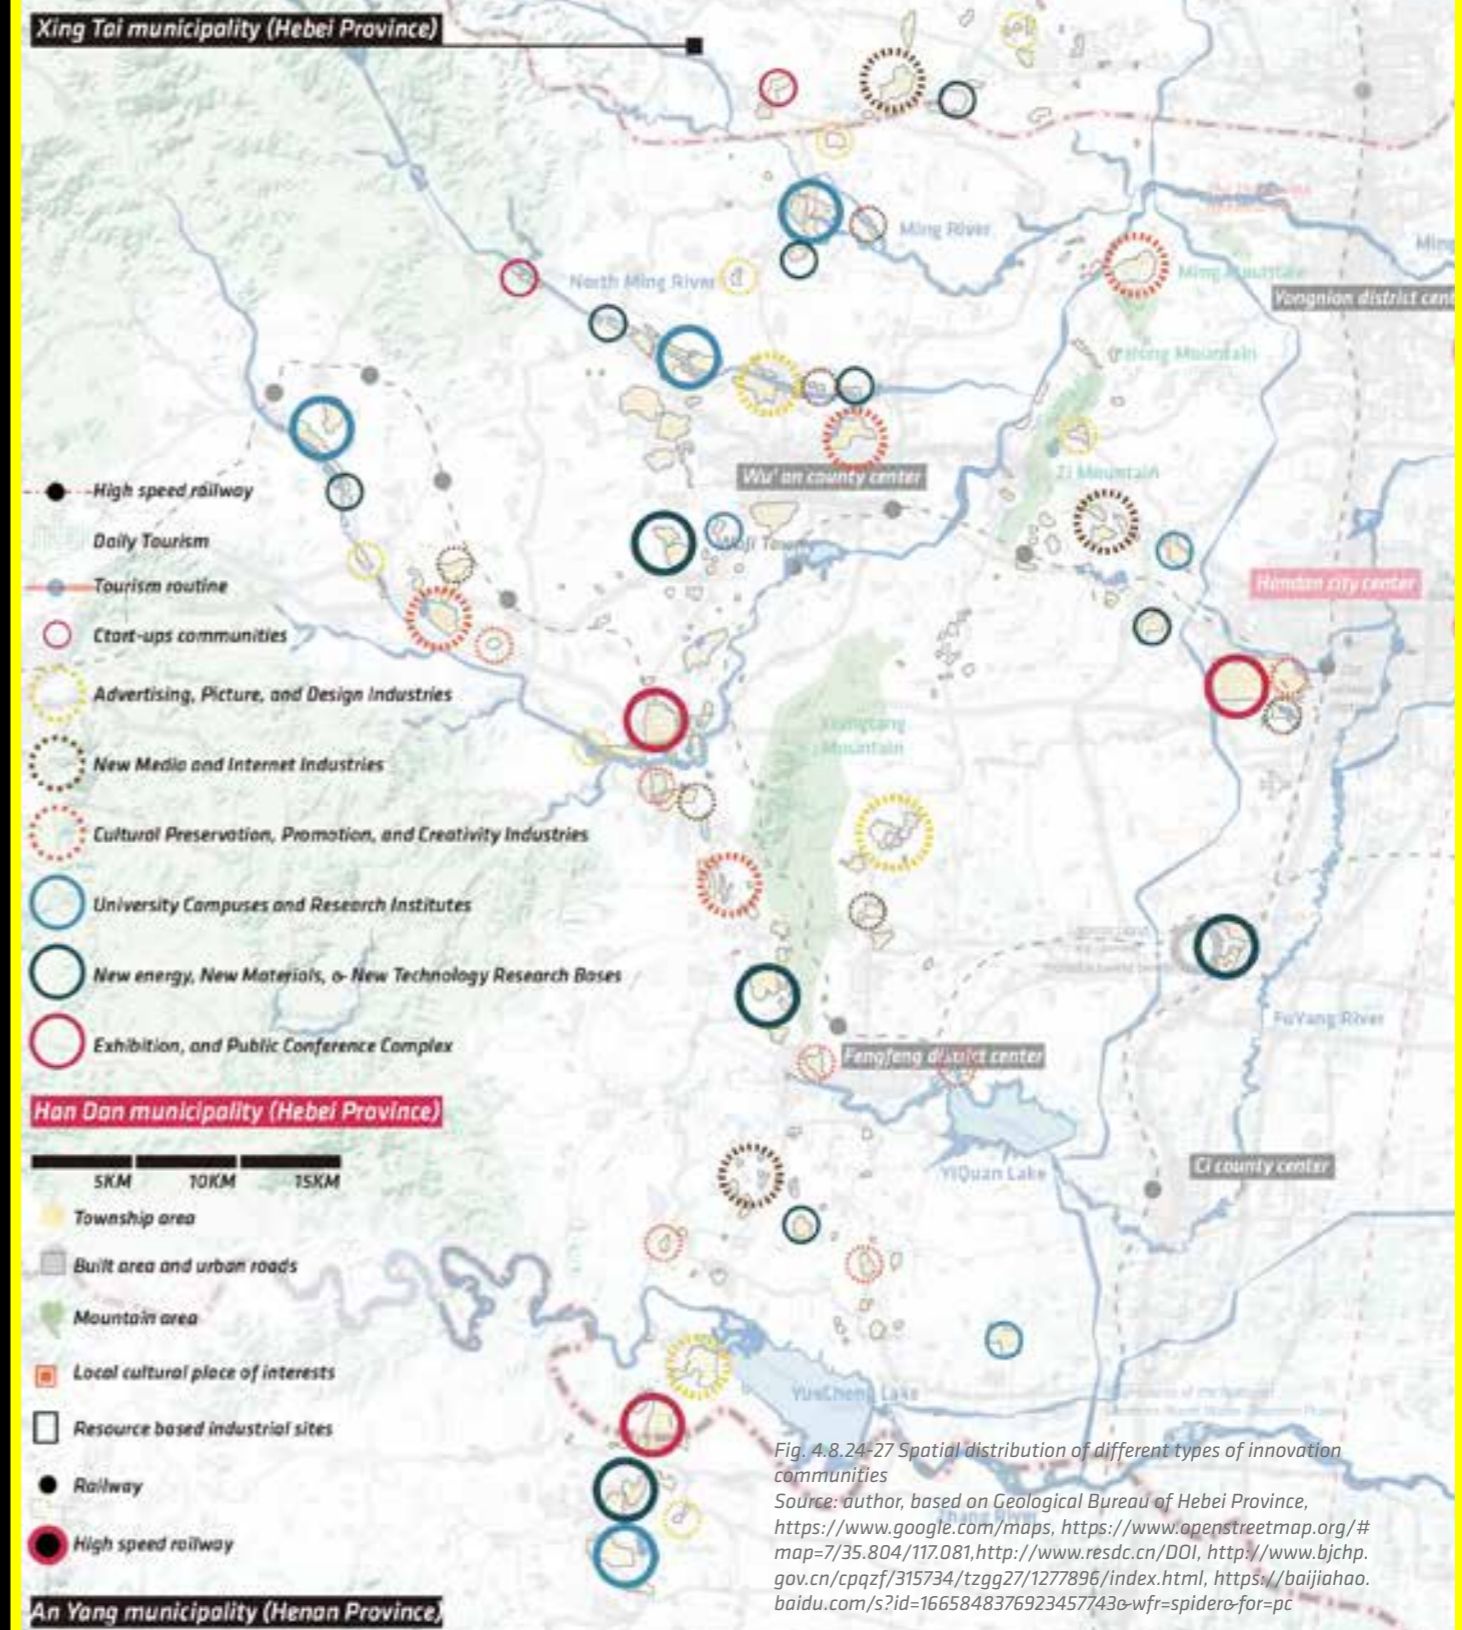 Xing Tai municipality (Hebei Province)
Ming River
North Ming River
Ming Mountain
Ming
Yongnian district cent
Wu' an county center
Zi Mountain
High speed railway
Daily Tourism
Tourism routine
Handan city center
Ctart-ups communities
Advertising, Picture, and Design Industries
Mountain
New Media and Internet Industries
Cultural Preservation, Promotion, and Creativity Industries
University Campuses and Research Institutes
New energy, New Materials, & New Technology Research Bases
FuYang River
Exhibition, and Public Conference Complex
Fengfeng district center
Han Dan municipality (Hebei Province)
5KM 10KM 15KM
YiQuan Lake
Ci county center
Township area
Built area and urban roads
Mountain area
Local cultural place of interests
YueCheng Lake
Resource based industrial sites
Railway
High speed railway
Zhang River
An Yang municipality (Henan Province)
Fig. 4.8.24-27 Spatial distribution of different types of innovation
communities
Source: author, based on Geological Bureau of Hebei Province,
https://www.google.com/maps, https://www.openstreetmap.org/#
map=7/35.804/117.081,http://www.resdc.cn/DOI, http://www.bjchp.
gov.cn/cpqzf/315734/tzgg27/1277896/index.html, https://baijiahao.
baidu.com/s?id=1665848376923457743&wfr=spider&for=pc